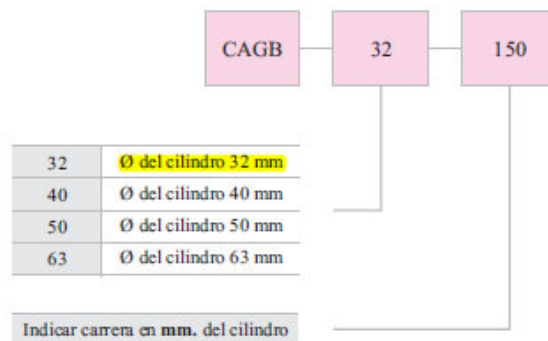 CAGB 32 150
32 Ø del cilindro 32 mm
40 Ø del cilindro 40 mm
50 Ø del cilindro 50 mm
63 Ø del cilindro 63 mm
Indicar carrera en mm. del cilindro